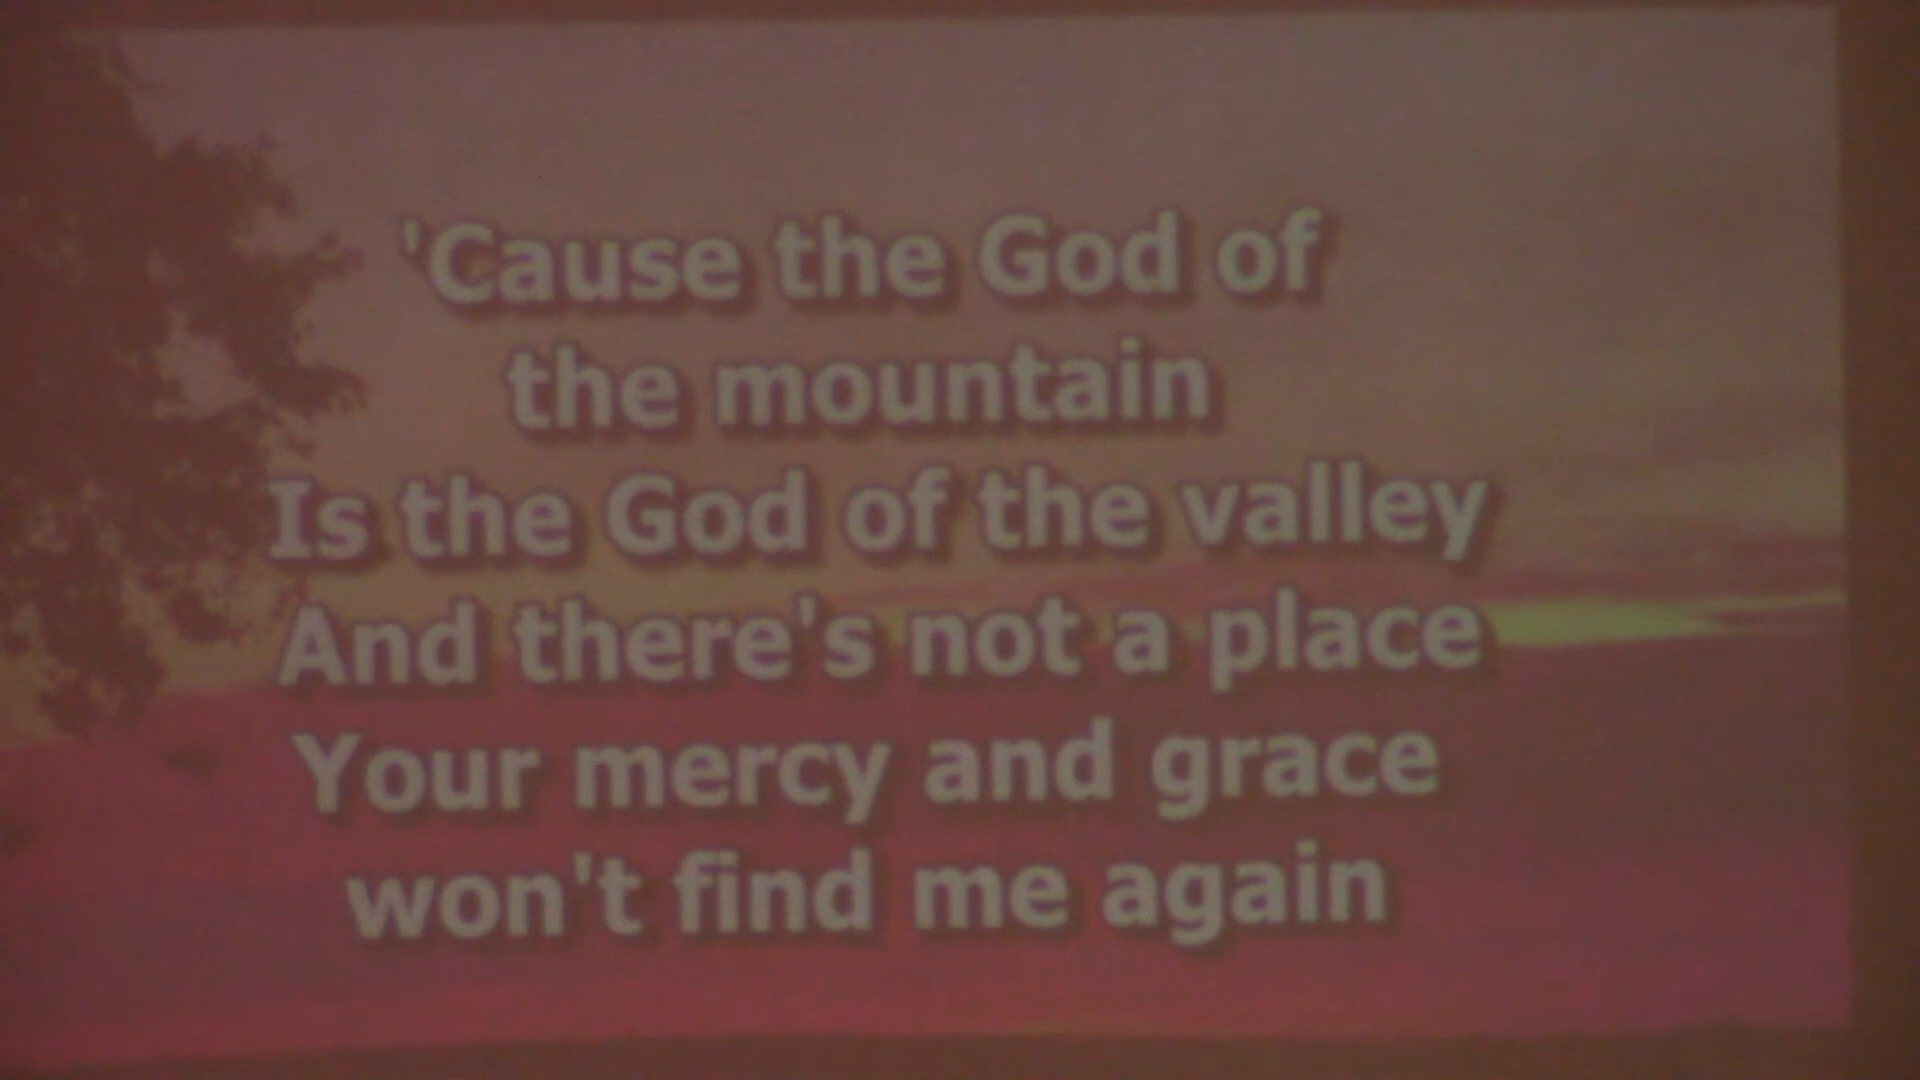 'Cause the God of
the mountain
Is the God of the valley
And there's not a place
Your mercy and grace
won't find me again